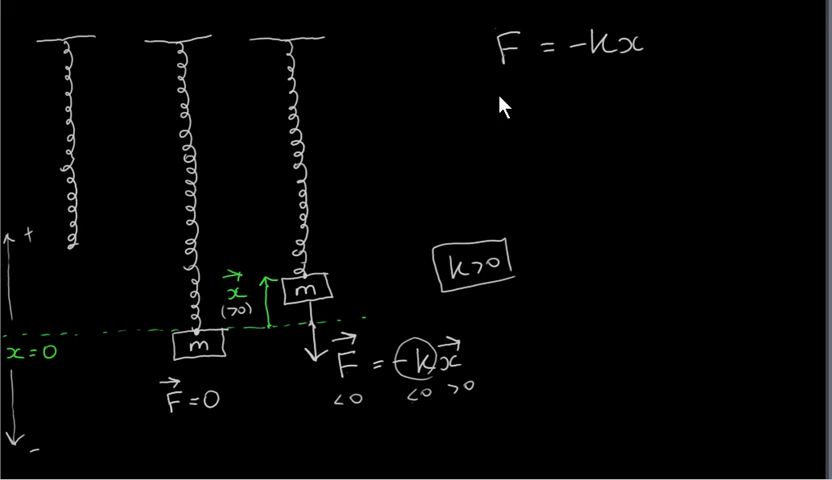 F = -kx
+
k>0
x⃗
(>0)
m
x=0
m
F⃗ = -kx⃗
<0 <0 >0
F⃗=0
-